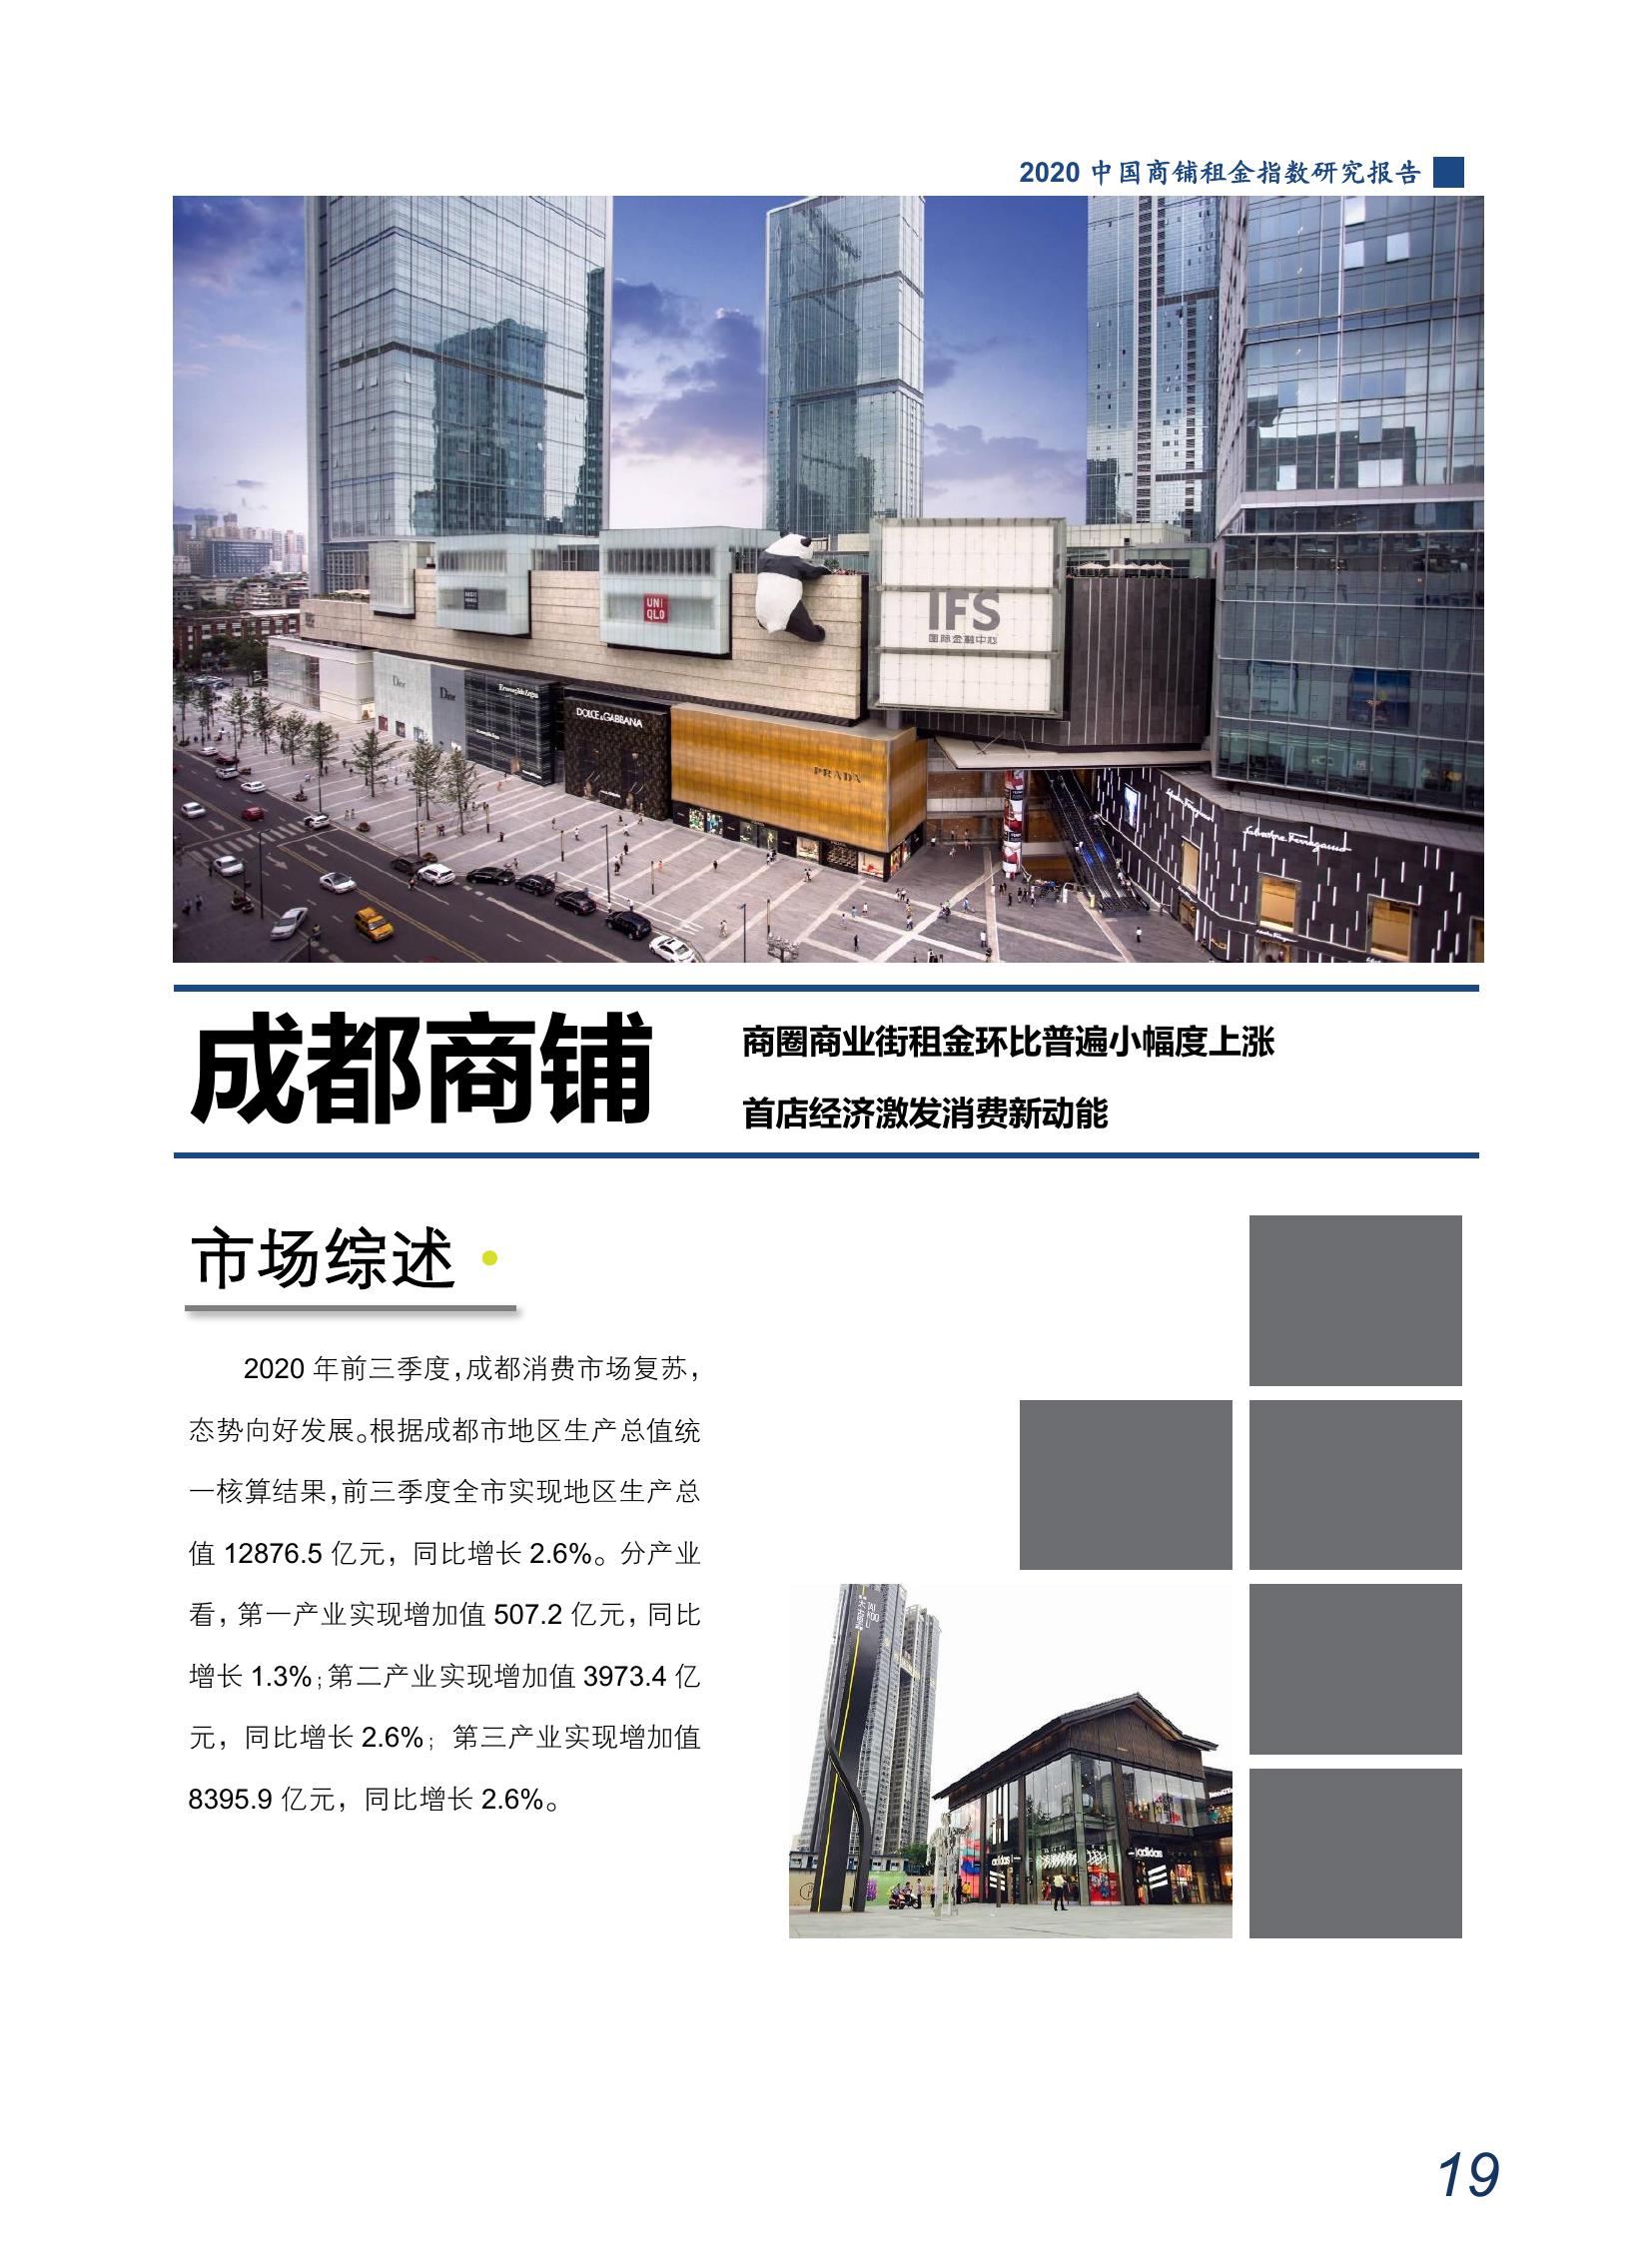 2020 中国商铺租金指数研究报告
UNI
QLO
IFS
国际金融中心
Dior
Dior
Ermenegildo Zegna
DOLCE & GABBANA
PRADA
Salvatore Ferragamo
成都商铺
商圈商业街租金环比普遍小幅度上涨
首店经济激发消费新动能
市场综述
2020 年前三季度，成都消费市场复苏，
态势向好发展。根据成都市地区生产总值统
一核算结果，前三季度全市实现地区生产总
值 12876.5 亿元，同比增长 2.6%。分产业
看，第一产业实现增加值 507.2 亿元，同比
增长 1.3%；第二产业实现增加值 3973.4 亿
元，同比增长 2.6%；第三产业实现增加值
8395.9 亿元，同比增长 2.6%。
adidas
adidas
19